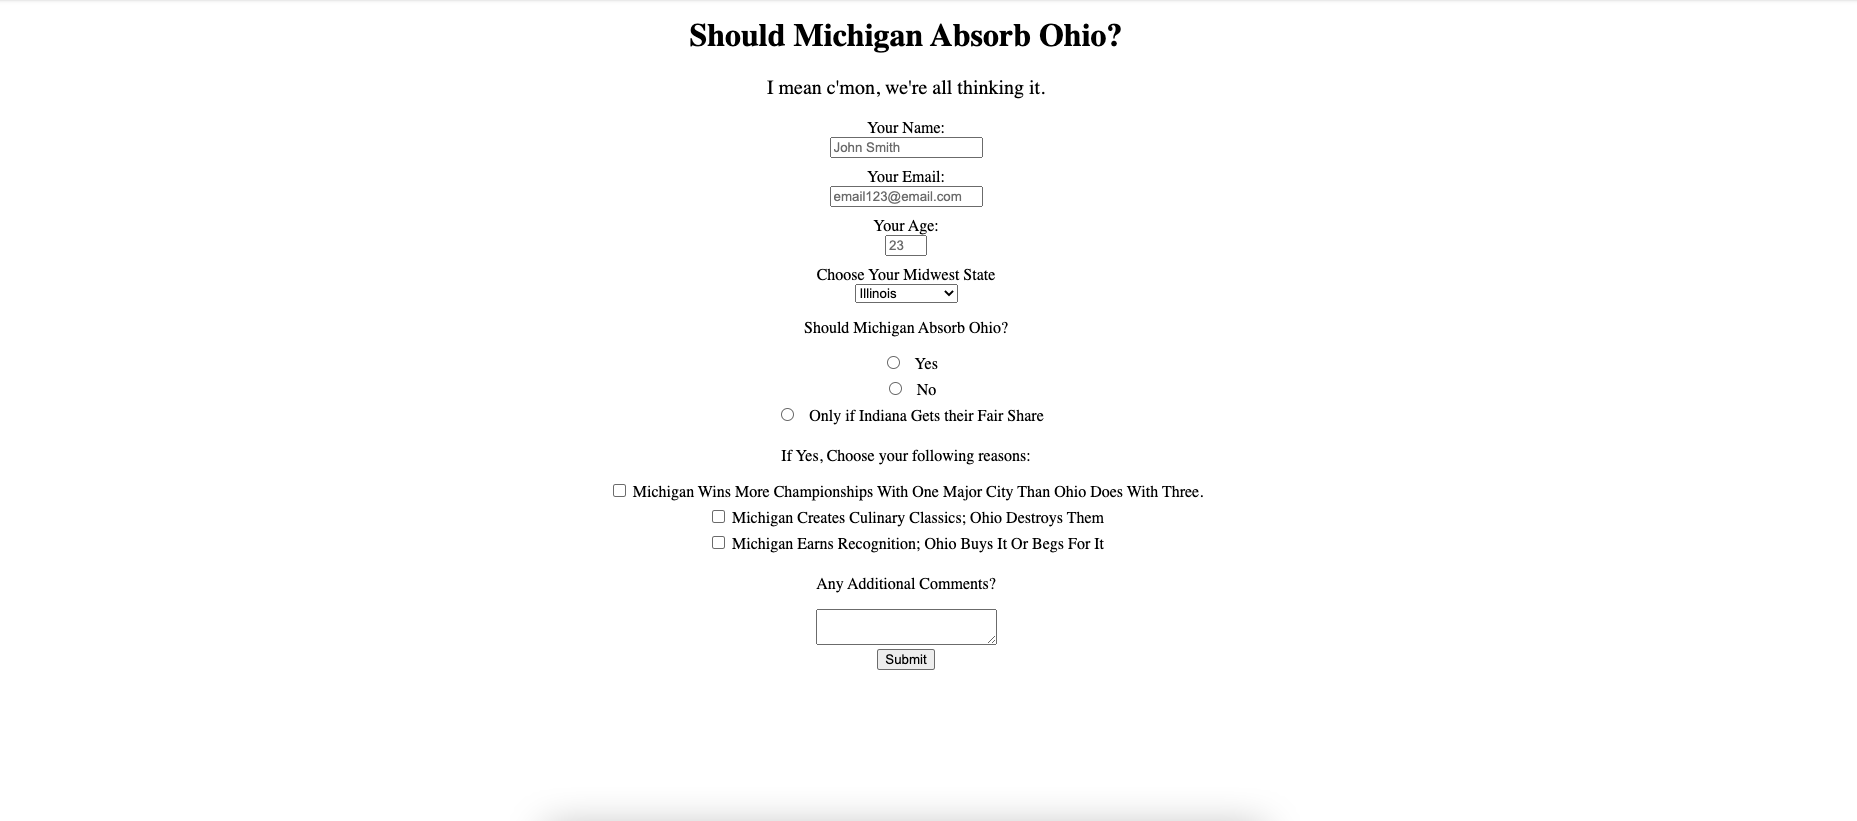 Should Michigan Absorb Ohio?
I mean c'mon, we're all thinking it.
Your Name:
John Smith
Your Email:
email123@email.com
Your Age:
23
Choose Your Midwest State
Illinois
Should Michigan Absorb Ohio?
Yes
No
Only if Indiana Gets their Fair Share
If Yes, Choose your following reasons:
Michigan Wins More Championships With One Major City Than Ohio Does With Three.
Michigan Creates Culinary Classics; Ohio Destroys Them
Michigan Earns Recognition; Ohio Buys It Or Begs For It
Any Additional Comments?
Submit